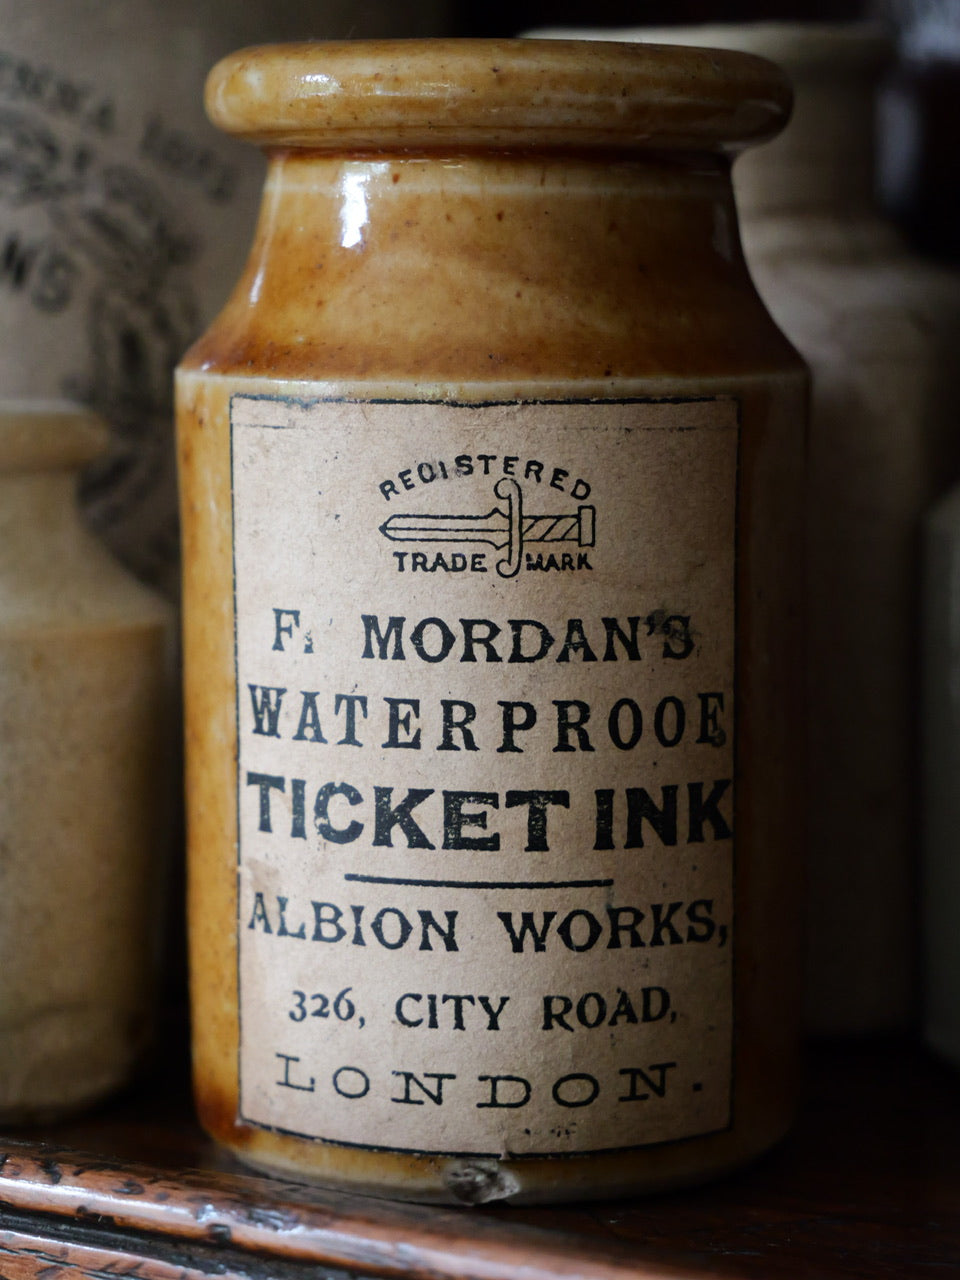 REGISTERED
TRADE MARK
F. MORDAN'S
WATERPROOF
TICKET INK
ALBION WORKS,
326, CITY ROAD,
LONDON.